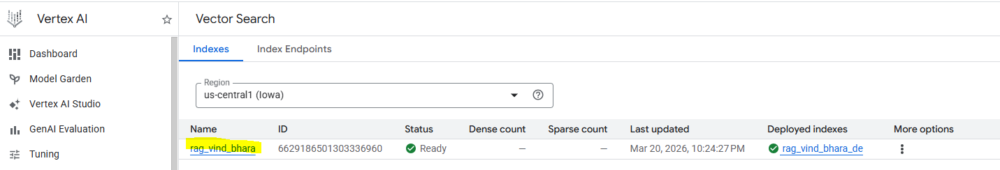 Vertex AI
Vector Search
Dashboard
Model Garden
Vertex AI Studio
GenAI Evaluation
Tuning
Indexes Index Endpoints
Region
us-central1 (Iowa)
Name ID Status Dense count Sparse count Last updated Deployed indexes More options
rag_vind_bhara 6629186501303336960 Ready — — Mar 20, 2026, 10:24:27 PM rag_vind_bhara_de